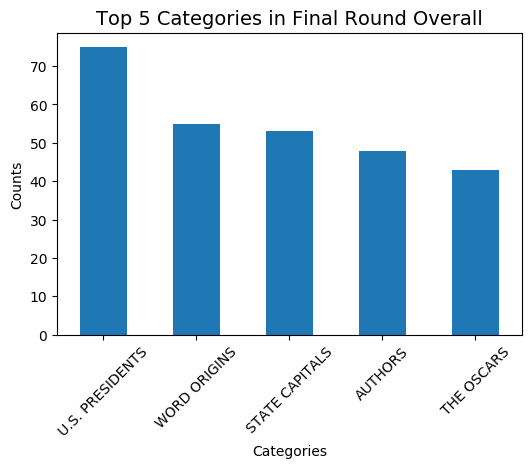 Top 5 Categories in Final Round Overall
Counts
70
60
50
40
30
20
10
0
U.S. PRESIDENTS
WORD ORIGINS
STATE CAPITALS
AUTHORS
THE OSCARS
Categories